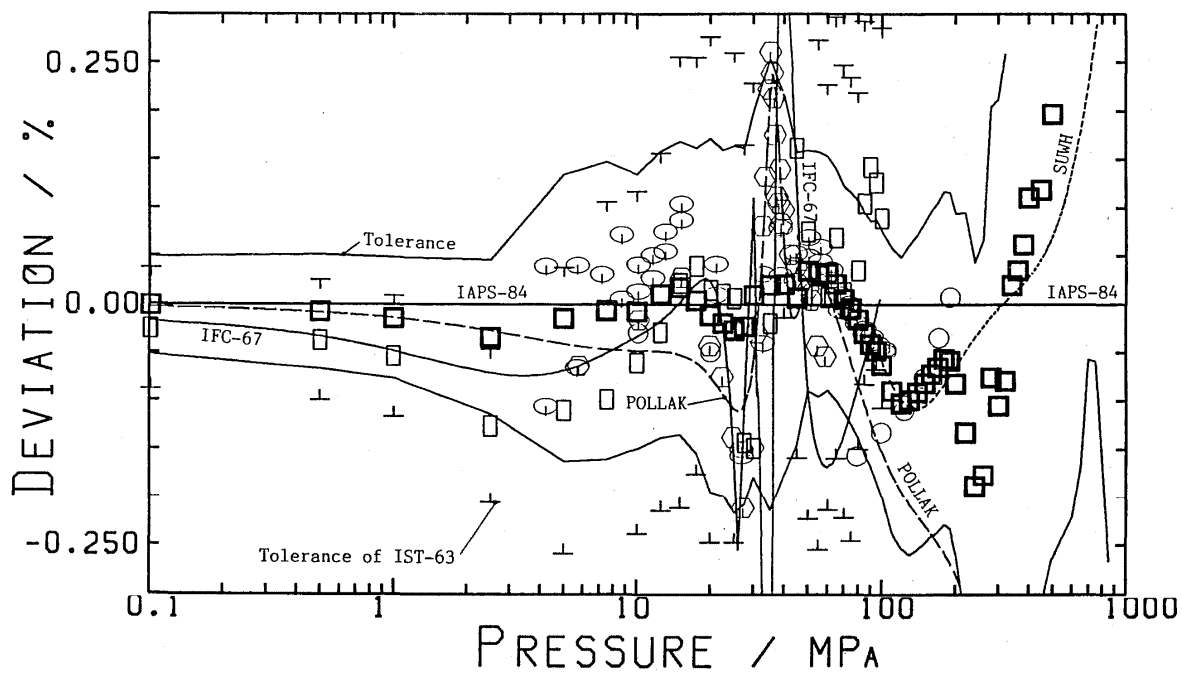 DEVIATION / %
0.250
0.00
-0.250
Tolerance
IAPS-84
IAPS-84
IFC-67
IFC-67
POLLAK
POLLAK
SUWH
Tolerance of IST-63
0.1
1
10
100
1000
PRESSURE / MPA